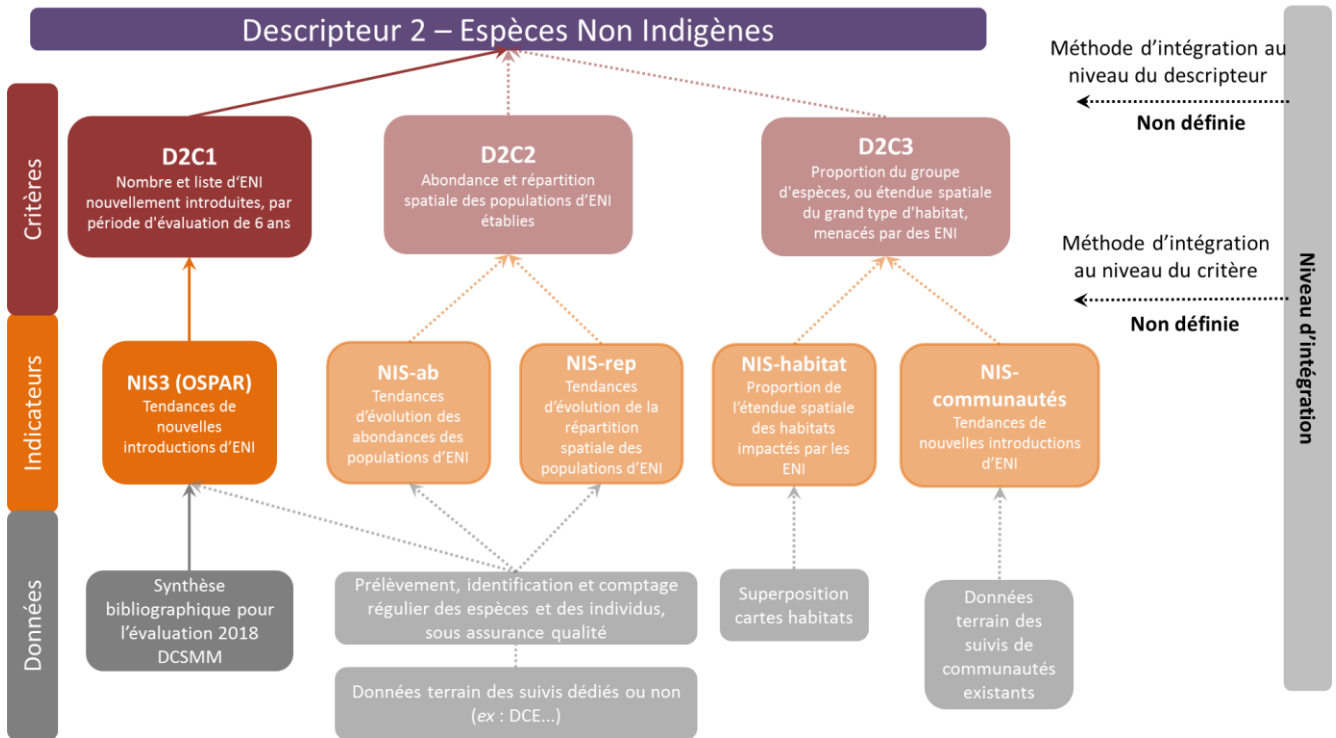 Descripteur 2 – Espèces Non Indigènes
Méthode d'intégration au
niveau du descripteur
Non définie
Critères
D2C1
Nombre et liste d'ENI
nouvellement introduites, par
période d'évaluation de 6 ans
D2C2
Abondance et répartition
spatiale des populations d'ENI
établies
D2C3
Proportion du groupe
d'espèces, ou étendue spatiale
du grand type d'habitat,
menacés par des ENI
Méthode d'intégration
au niveau du critère
Non définie
Niveau d'intégration
Indicateurs
NIS3 (OSPAR)
Tendances de
nouvelles
introductions d'ENI
NIS-ab
Tendances
d'évolution des
abondances des
populations d'ENI
NIS-rep
Tendances
d'évolution de la
répartition
spatiale des
populations d'ENI
NIS-habitat
Proportion de
l'étendue spatiale
des habitats
impactés par les
ENI
NIS-
communautés
Tendances de
nouvelles introductions
d'ENI
Données
Synthèse
bibliographique pour
l'évaluation 2018
DCSMM
Prélèvement, identification et comptage
régulier des espèces et des individus,
sous assurance qualité
Données terrain des suivis dédiés ou non
(ex : DCE...)
Superposition
cartes habitats
Données
terrain des
suivis de
communautés
existants